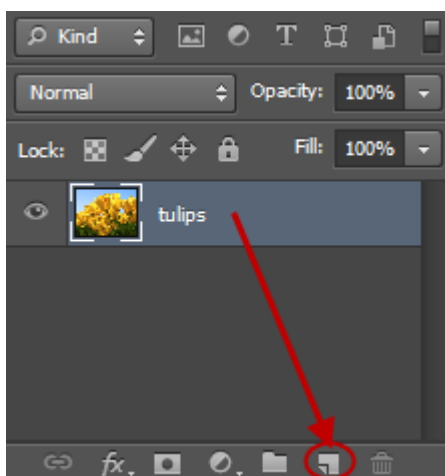 Kind T
Normal Opacity: 100%
Lock: Fill: 100%
tulips
fx.